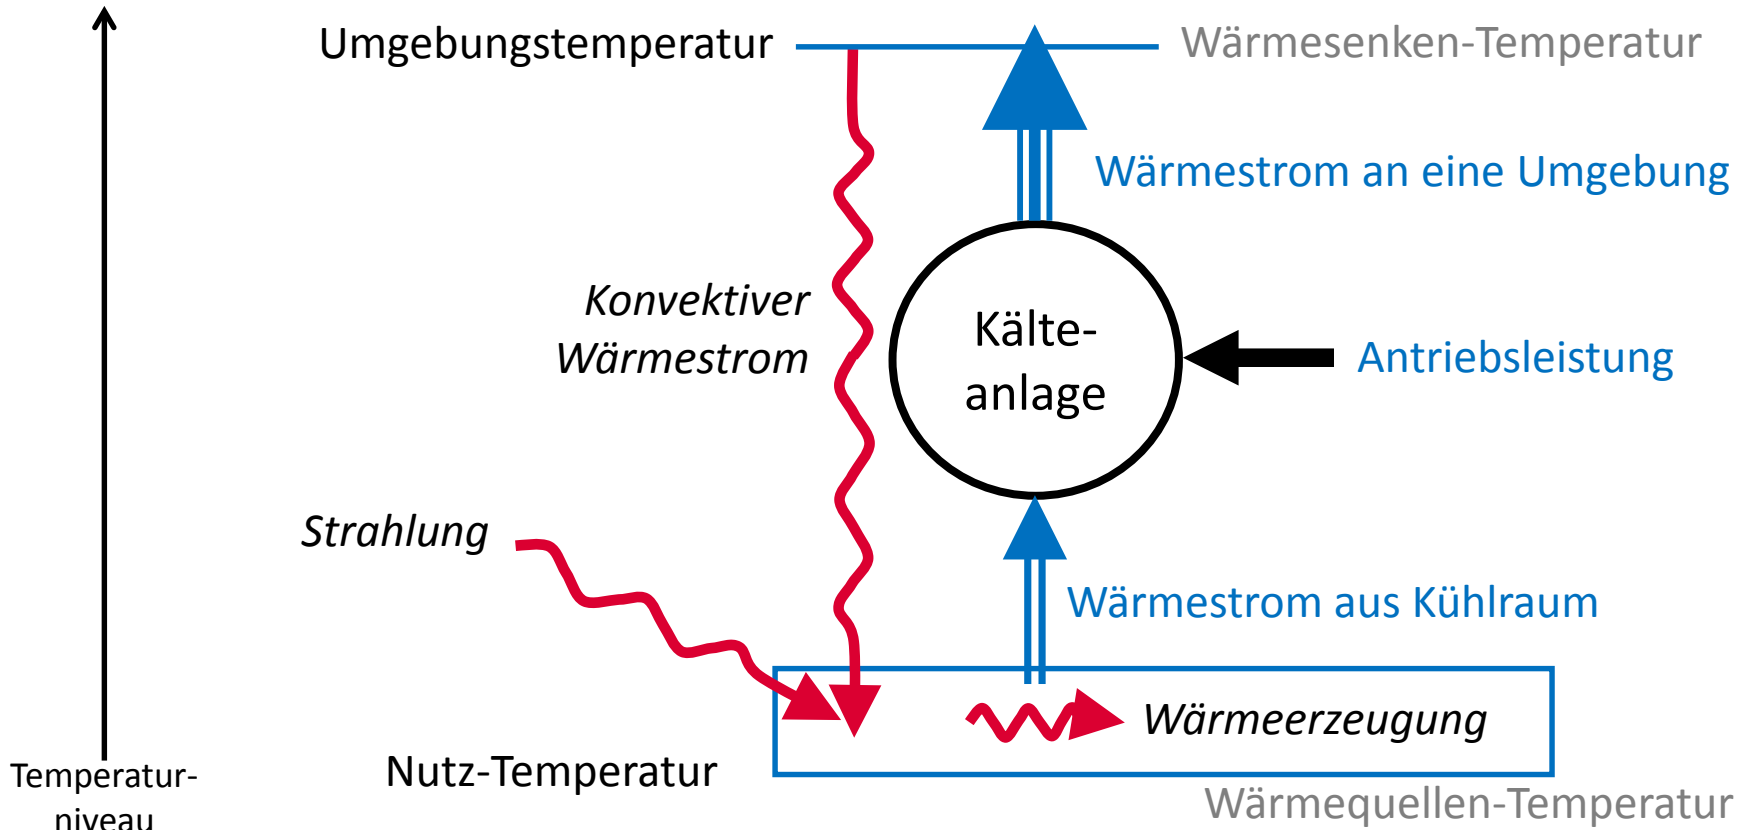 Umgebungstemperatur
Wärmesenken-Temperatur
Wärmestrom an eine Umgebung
Konvektiver
Wärmestrom
Kälte-
anlage
Antriebsleistung
Strahlung
Wärmestrom aus Kühlraum
Wärmeerzeugung
Nutz-Temperatur
Wärmequellen-Temperatur
Temperatur-
niveau